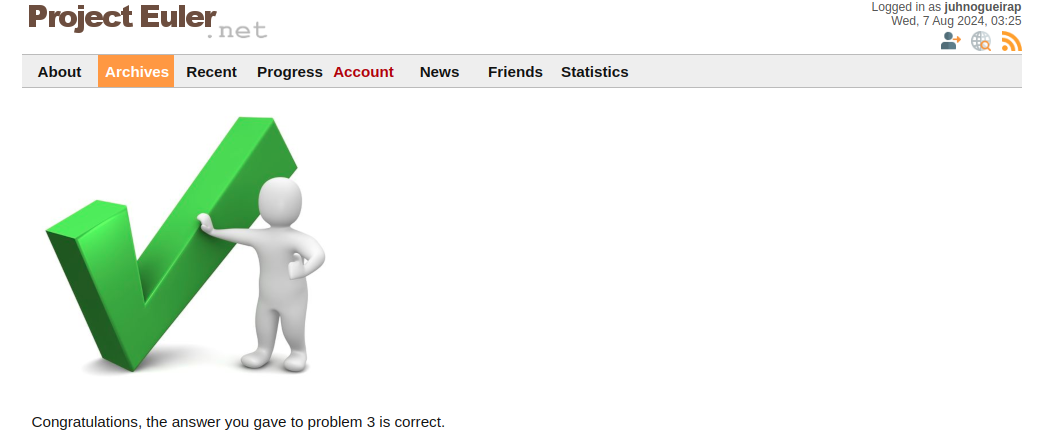 Project Euler.net
Logged in as juhnogueirap
Wed, 7 Aug 2024, 03:25
About Archives Recent Progress Account News Friends Statistics
Congratulations, the answer you gave to problem 3 is correct.